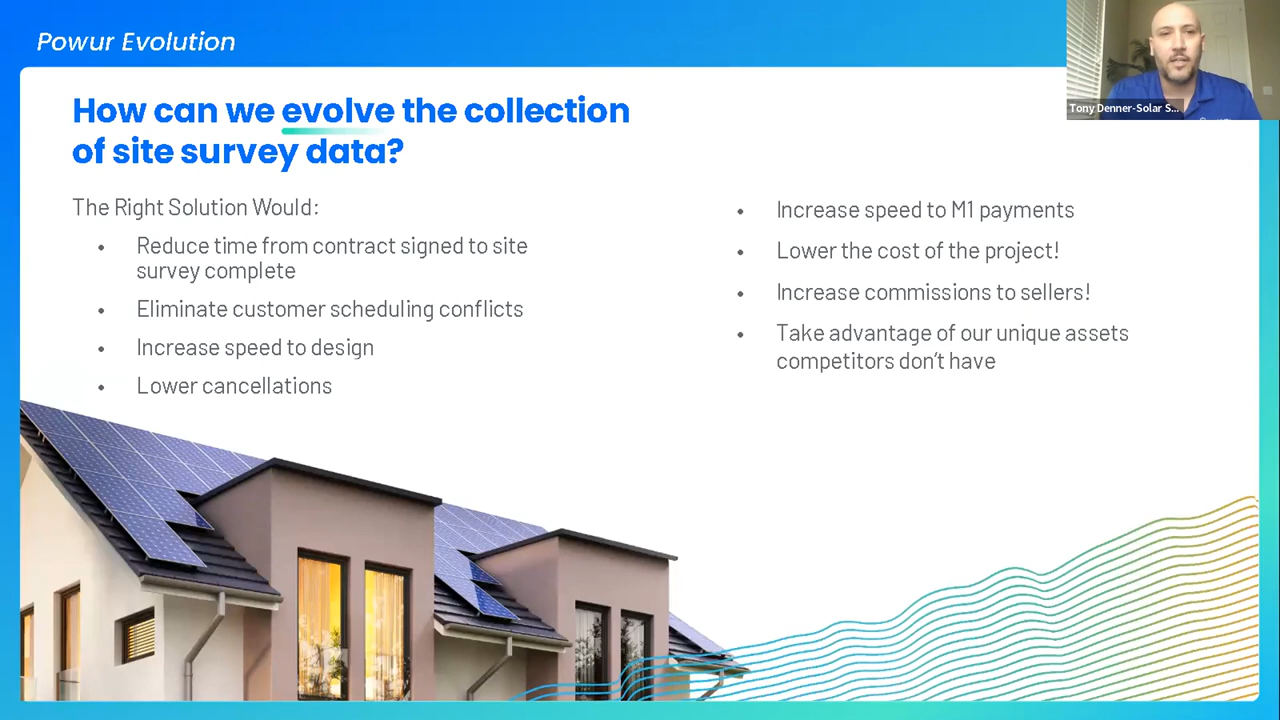 Powur Evolution
How can we evolve the collection
of site survey data?
The Right Solution Would:
• Reduce time from contract signed to site
survey complete
• Eliminate customer scheduling conflicts
• Increase speed to design
• Lower cancellations
• Increase speed to M1 payments
• Lower the cost of the project!
• Increase commissions to sellers!
• Take advantage of our unique assets
competitors don’t have
Tony Denner-Solar S...